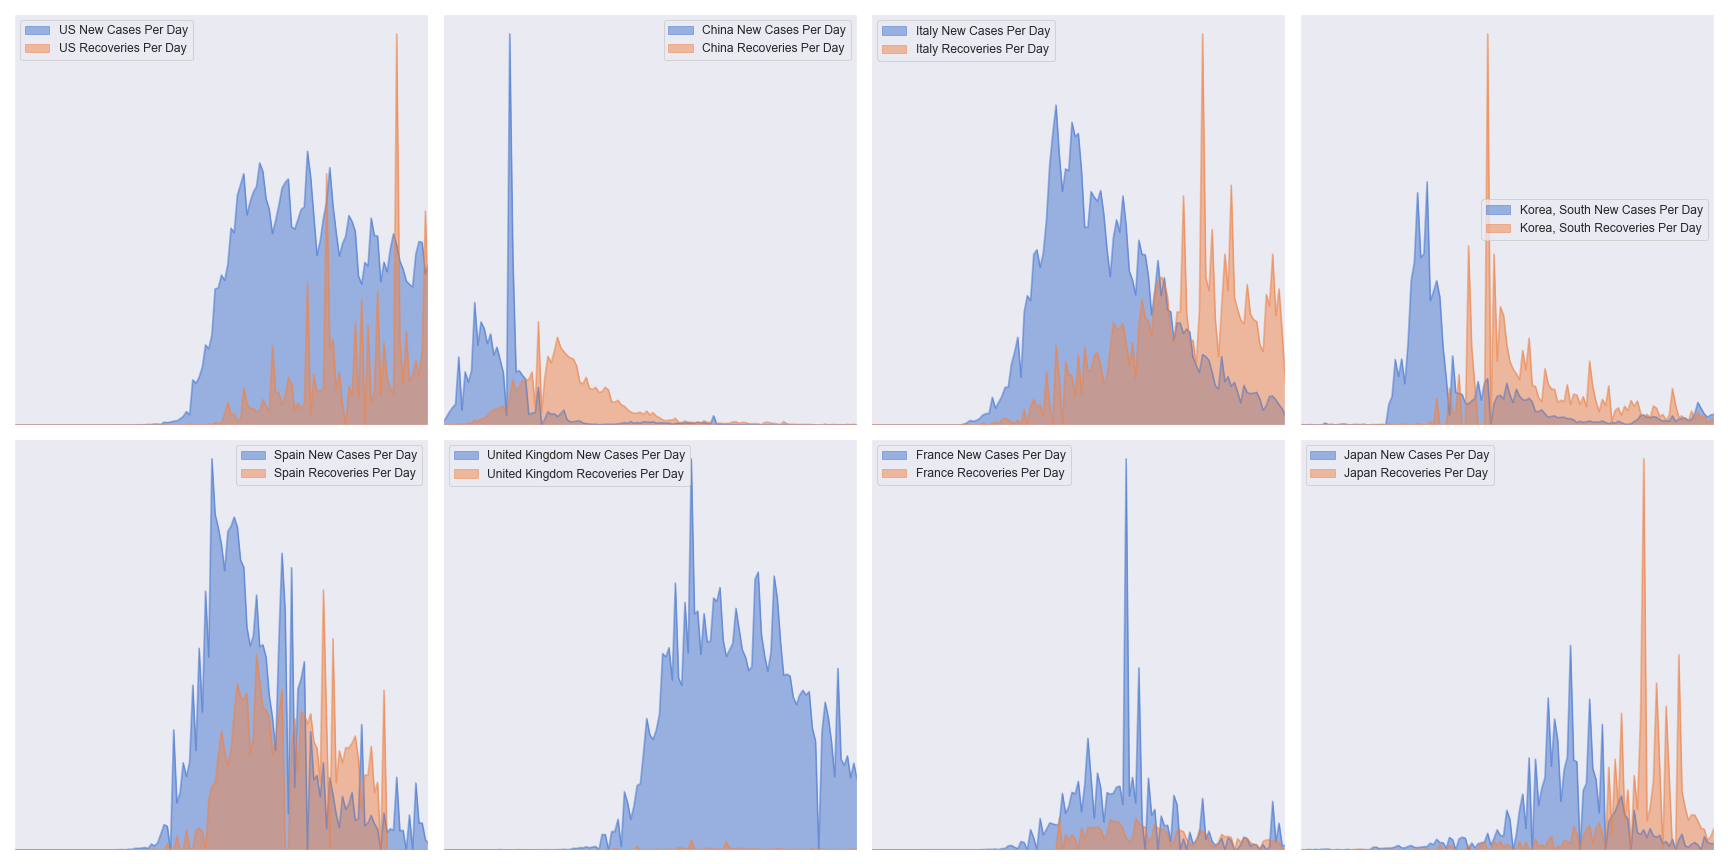 US New Cases Per Day
US Recoveries Per Day
China New Cases Per Day
China Recoveries Per Day
Italy New Cases Per Day
Italy Recoveries Per Day
Korea, South New Cases Per Day
Korea, South Recoveries Per Day
Spain New Cases Per Day
Spain Recoveries Per Day
United Kingdom New Cases Per Day
United Kingdom Recoveries Per Day
France New Cases Per Day
France Recoveries Per Day
Japan New Cases Per Day
Japan Recoveries Per Day